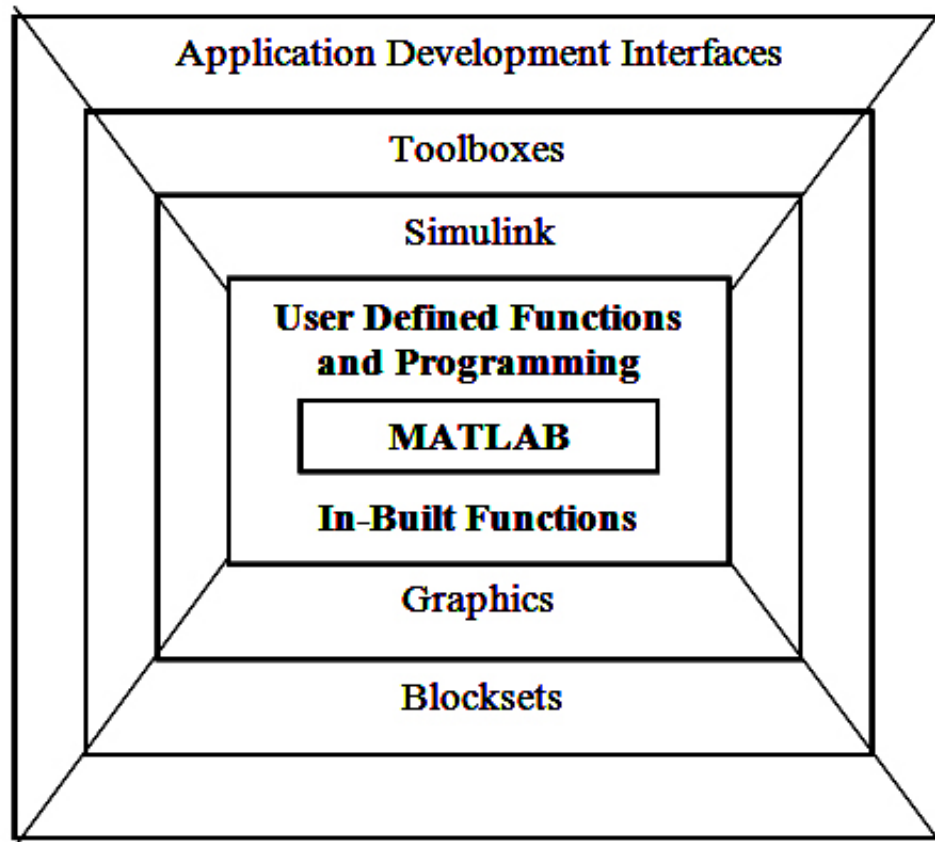 Application Development Interfaces
Toolboxes
Simulink
User Defined Functions
and Programming
MATLAB
In-Built Functions
Graphics
Blocksets